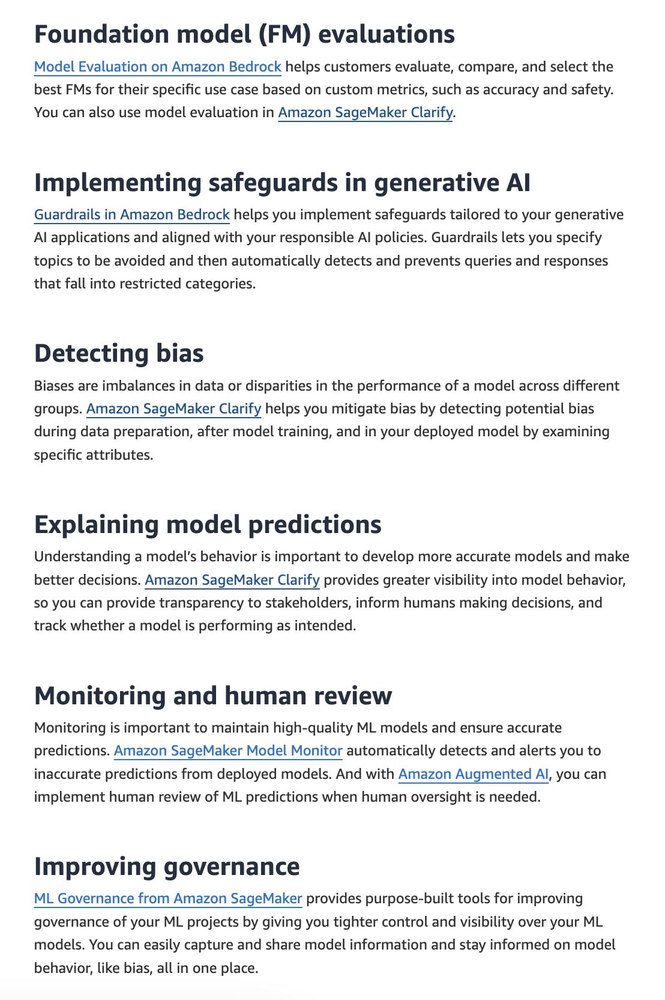 Foundation model (FM) evaluations
Model Evaluation on Amazon Bedrock helps customers evaluate, compare, and select the
best FMs for their specific use case based on custom metrics, such as accuracy and safety.
You can also use model evaluation in Amazon SageMaker Clarify.
Implementing safeguards in generative AI
Guardrails in Amazon Bedrock helps you implement safeguards tailored to your generative
AI applications and aligned with your responsible AI policies. Guardrails lets you specify
topics to be avoided and then automatically detects and prevents queries and responses
that fall into restricted categories.
Detecting bias
Biases are imbalances in data or disparities in the performance of a model across different
groups. Amazon SageMaker Clarify helps you mitigate bias by detecting potential bias
during data preparation, after model training, and in your deployed model by examining
specific attributes.
Explaining model predictions
Understanding a model’s behavior is important to develop more accurate models and make
better decisions. Amazon SageMaker Clarify provides greater visibility into model behavior,
so you can provide transparency to stakeholders, inform humans making decisions, and
track whether a model is performing as intended.
Monitoring and human review
Monitoring is important to maintain high-quality ML models and ensure accurate
predictions. Amazon SageMaker Model Monitor automatically detects and alerts you to
inaccurate predictions from deployed models. And with Amazon Augmented AI, you can
implement human review of ML predictions when human oversight is needed.
Improving governance
ML Governance from Amazon SageMaker provides purpose-built tools for improving
governance of your ML projects by giving you tighter control and visibility over your ML
models. You can easily capture and share model information and stay informed on model
behavior, like bias, all in one place.